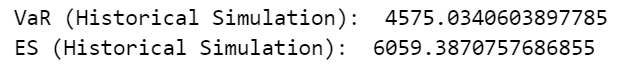 VaR (Historical Simulation):  4575.0340603897785
ES (Historical Simulation):  6059.3870757686855